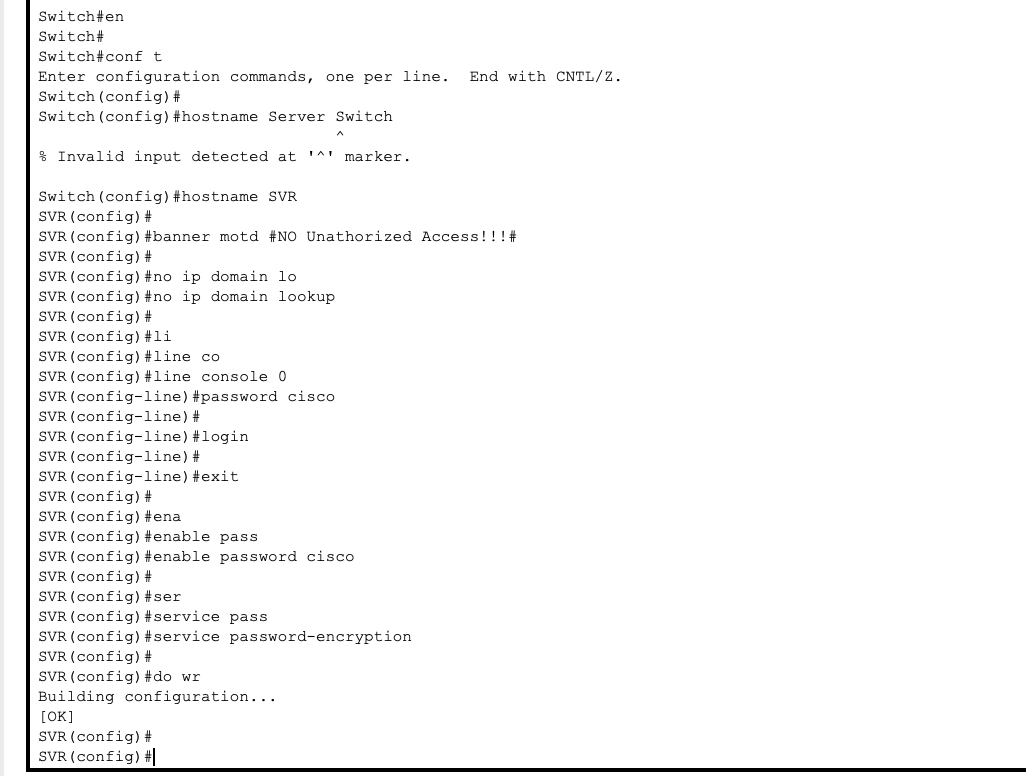 Switch#en
Switch#
Switch#conf t
Enter configuration commands, one per line.  End with CNTL/Z.
Switch(config)#
Switch(config)#hostname Server Switch
^
% Invalid input detected at '^' marker.
Switch(config)#hostname SVR
SVR(config)#
SVR(config)#banner motd #NO Unathorized Access!!!#
SVR(config)#
SVR(config)#no ip domain lo
SVR(config)#no ip domain lookup
SVR(config)#
SVR(config)#li
SVR(config)#line co
SVR(config)#line console 0
SVR(config-line)#password cisco
SVR(config-line)#
SVR(config-line)#login
SVR(config-line)#
SVR(config-line)#exit
SVR(config)#
SVR(config)#ena
SVR(config)#enable pass
SVR(config)#enable password cisco
SVR(config)#
SVR(config)#ser
SVR(config)#service pass
SVR(config)#service password-encryption
SVR(config)#
SVR(config)#do wr
Building configuration...
[OK]
SVR(config)#
SVR(config)#